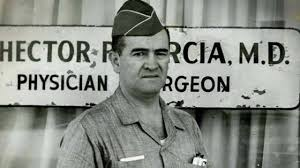 HECTOR P RCIA, M.D.
PHYSICIAN RGEON